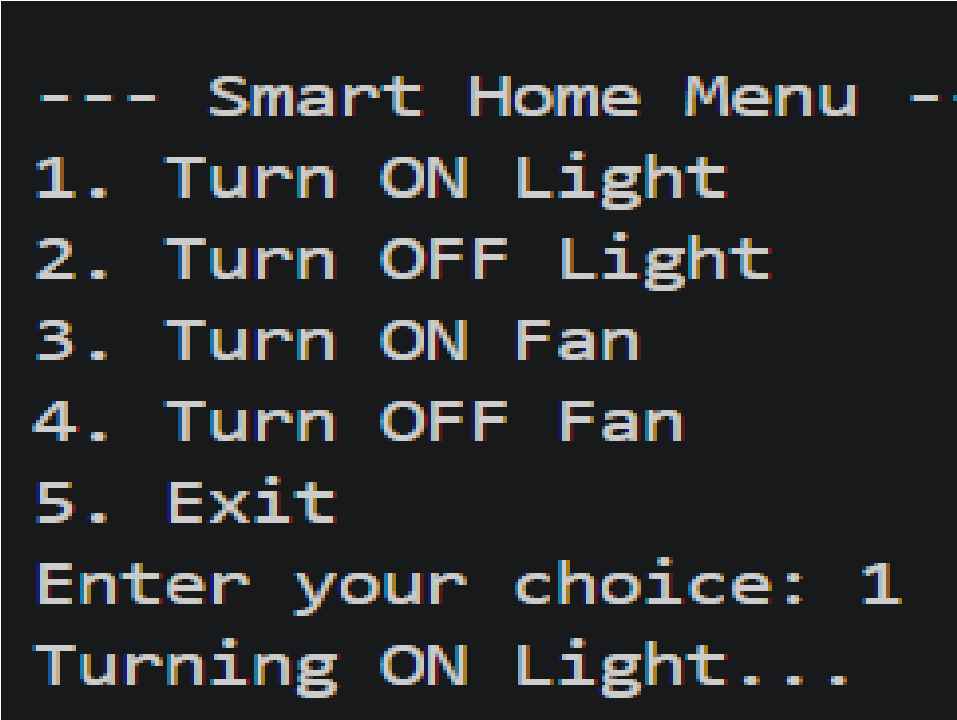 --- Smart Home Menu --
1. Turn ON Light
2. Turn OFF Light
3. Turn ON Fan
4. Turn OFF Fan
5. Exit
Enter your choice: 1
Turning ON Light...